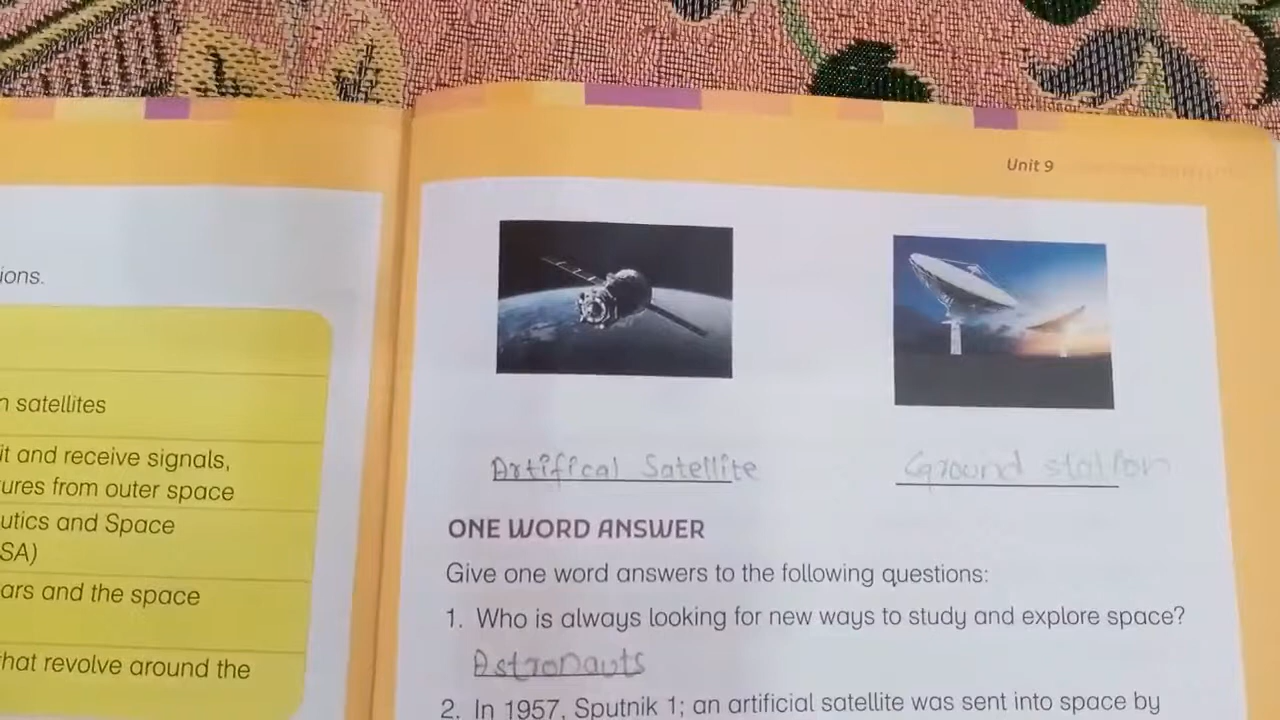 ions.
n satellites
it and receive signals,
ures from outer space
utics and Space
SA)
ars and the space
that revolve around the
Unit 9
Artifical Satellite
Ground station
ONE WORD ANSWER
Give one word answers to the following questions:
1. Who is always looking for new ways to study and explore space?
Astronauts
2. In 1957, Sputnik 1; an artificial satellite was sent into space by